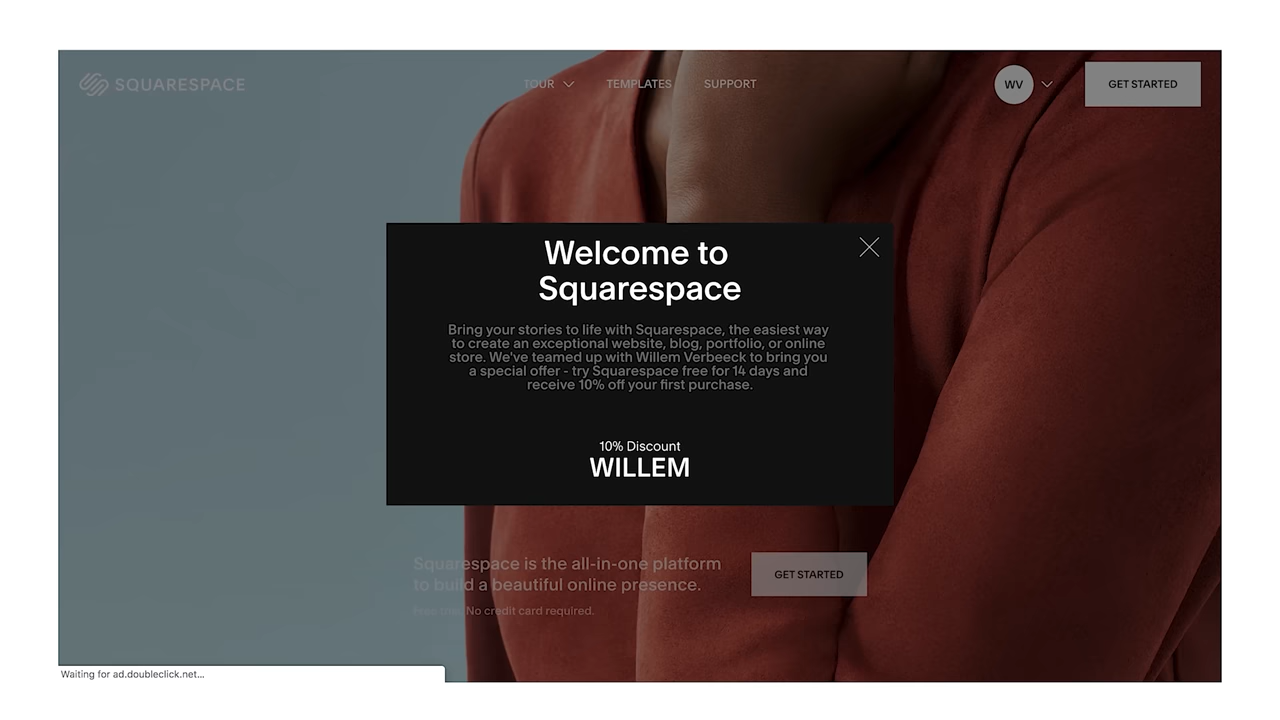 SQUARESPACE
TOUR
TEMPLATES
SUPPORT
WV
GET STARTED
Welcome to
Squarespace
Bring your stories to life with Squarespace, the easiest way
to create an exceptional website, blog, portfolio, or online
store. We've teamed up with Willem Verbeeck to bring you
a special offer - try Squarespace free for 14 days and
receive 10% off your first purchase.
10% Discount
WILLEM
Squarespace is the all-in-one platform
to build a beautiful online presence.
GET STARTED
Free trial. No credit card required.
Waiting for ad.doubleclick.net...